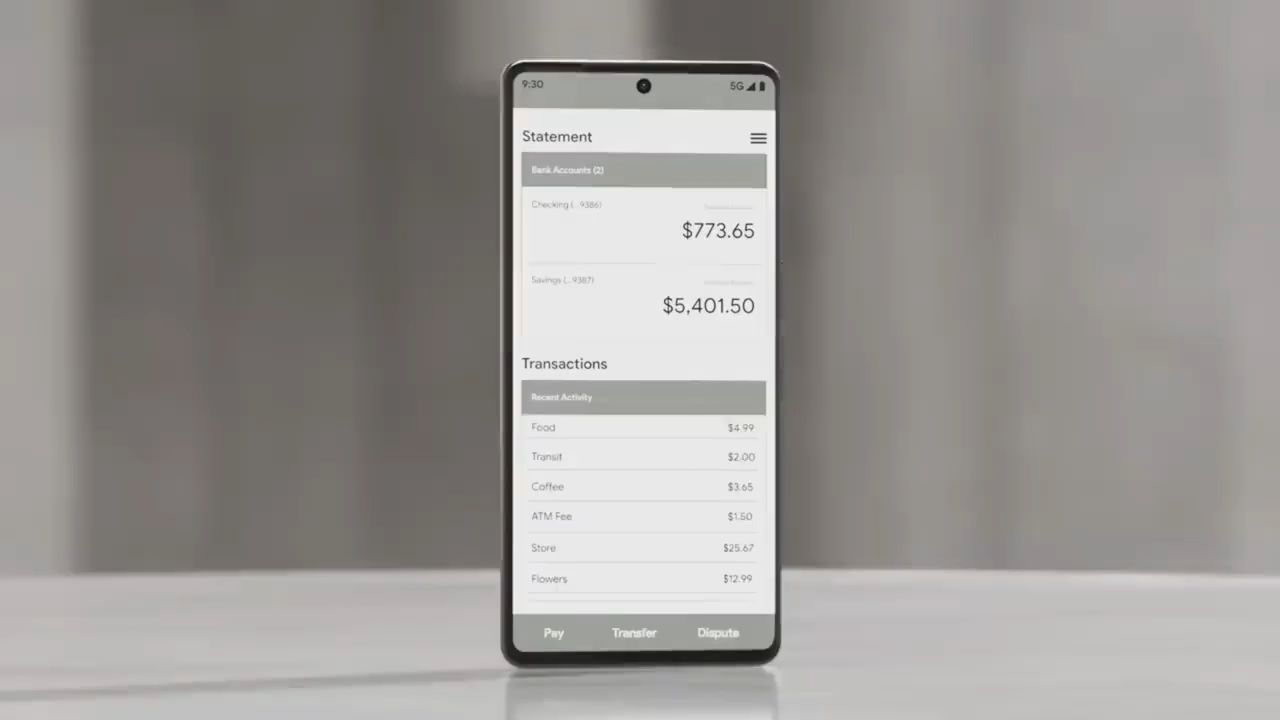 9:30 5G
Statement
Bank Accounts (2)
Checking (...9386)
$773.65
Savings (...9387)
$5,401.50
Transactions
Recent Activity
Food $4.99
Transit $2.00
Coffee $3.65
ATM Fee $1.50
Store $25.67
Flowers $12.99
Pay Transfer Dispute